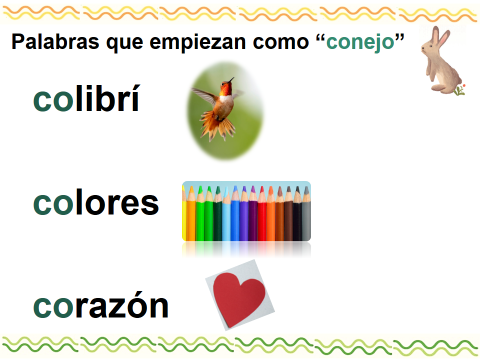 Palabras que empiezan como “conejo”
colibrí
colores
corazón